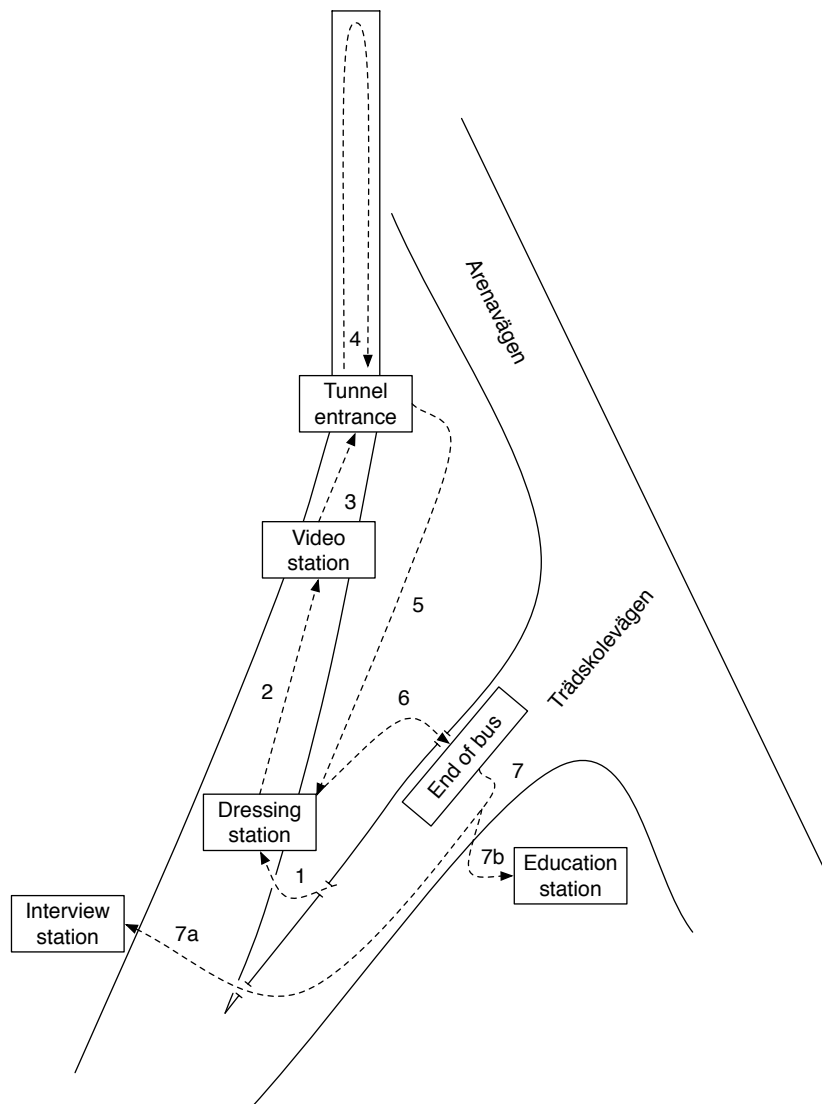 4
Tunnel
entrance
Arenavägen
3
Video
station
5
2
6
Trädskolevägen
End of bus
7
Dressing
station
1
7b
Education
station
Interview
station
7a